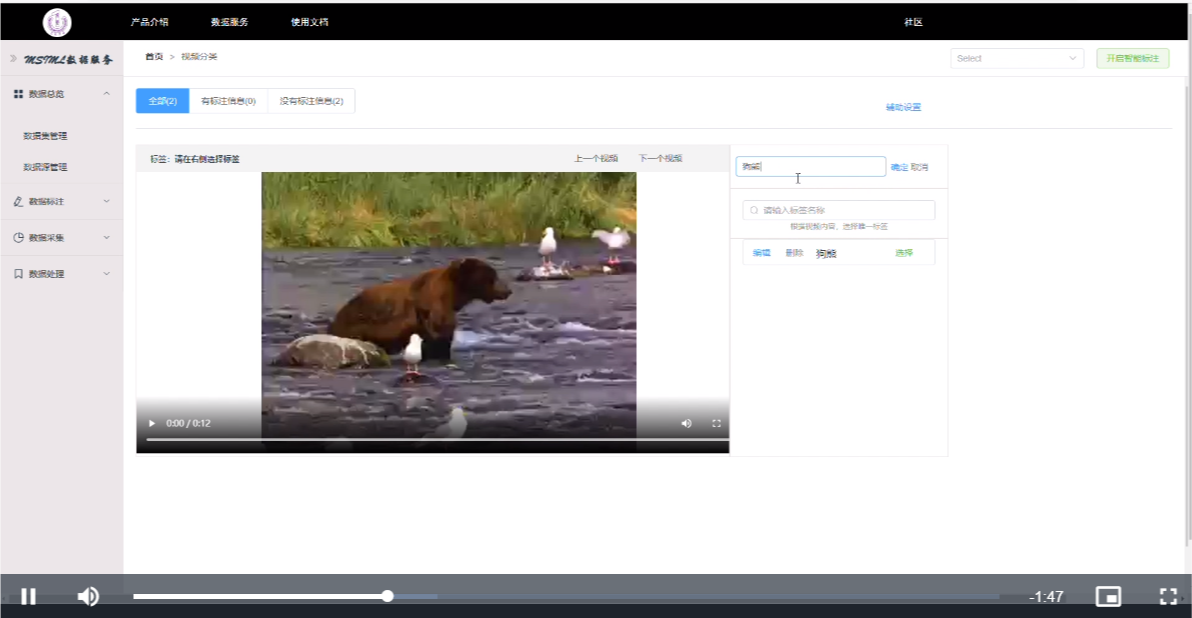 产品介绍 数据服务 使用文档 社区
MSTML数据服务
首页 > 视频分类
Select
开启智能标注
数据总览
全部(2) 有标注信息(0) 没有标注信息(2)
辅助设置
数据集管理
数据源管理
数据标注
数据采集
数据处理
标签: 请在右侧选择标签
上一个视频 下一个视频
狗熊
确定 取消
请输入标签名称
根据视频内容，选择唯一标签
编辑 删除 狗熊 选择
0:00 / 0:12
-1:47